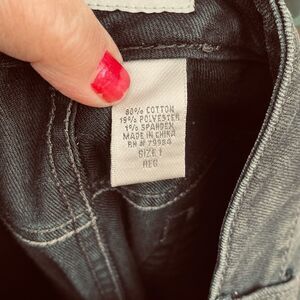 80% COTTON
19% POLYESTER
1% SPANDEX
MADE IN CHINA
RN # 79984
SIZE 1
REG